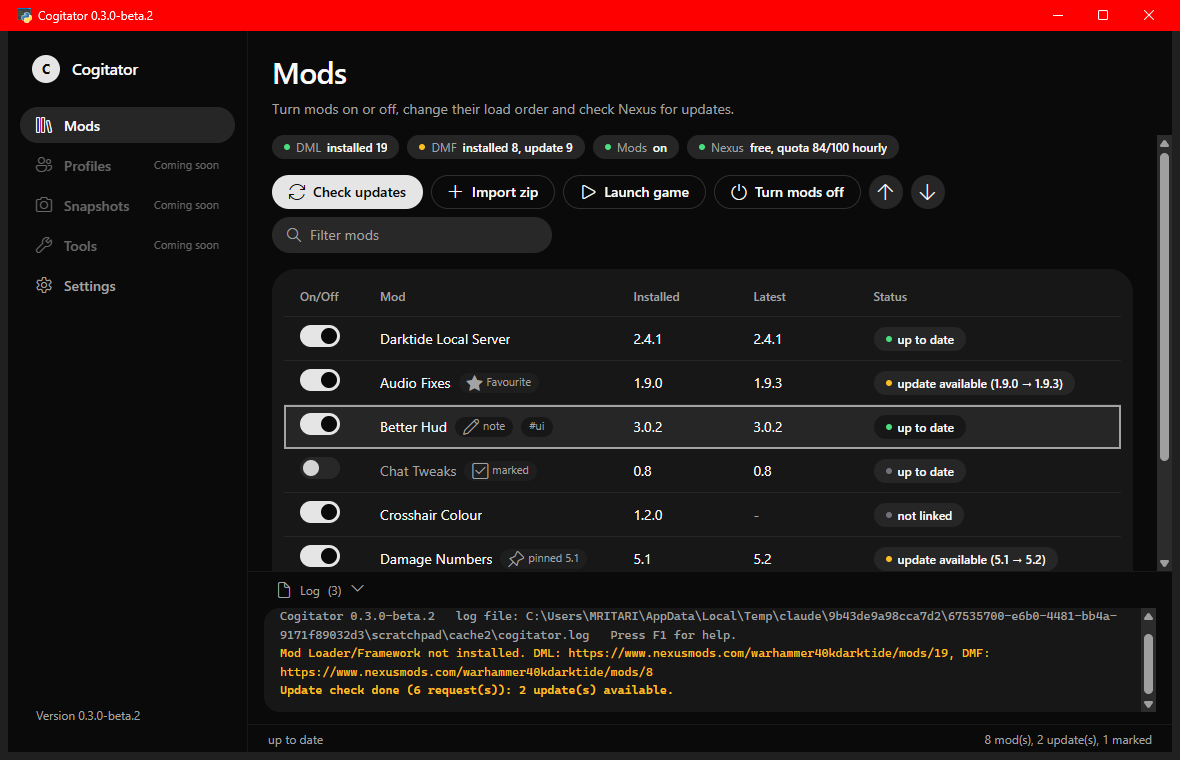 Cogitator 0.3.0-beta.2
C Cogitator
Mods
Profiles Coming soon
Snapshots Coming soon
Tools Coming soon
Settings
Version 0.3.0-beta.2
Mods
Turn mods on or off, change their load order and check Nexus for updates.
DML installed 19 DMF installed 8, update 9 Mods on Nexus free, quota 84/100 hourly
Check updates Import zip Launch game Turn mods off
Filter mods
On/Off Mod Installed Latest Status
Darktide Local Server 2.4.1 2.4.1 up to date
Audio Fixes Favourite 1.9.0 1.9.3 update available (1.9.0 → 1.9.3)
Better Hud note #ui 3.0.2 3.0.2 up to date
Chat Tweaks marked 0.8 0.8 up to date
Crosshair Colour 1.2.0 - not linked
Damage Numbers pinned 5.1 5.1 5.2 update available (5.1 → 5.2)
Log (3)
Cogitator 0.3.0-beta.2 log file: C:\Users\MRITARI\AppData\Local\Temp\claude\9b43de9a98cca7d2\67535700-e6b0-4481-bb4a-
9171f89032d3\scratchpad\cache2\cogitator.log Press F1 for help.
Mod Loader/Framework not installed. DML: https://www.nexusmods.com/warhammer40kdarktide/mods/19, DMF:
https://www.nexusmods.com/warhammer40kdarktide/mods/8
Update check done (6 request(s)): 2 update(s) available.
up to date 8 mod(s), 2 update(s), 1 marked